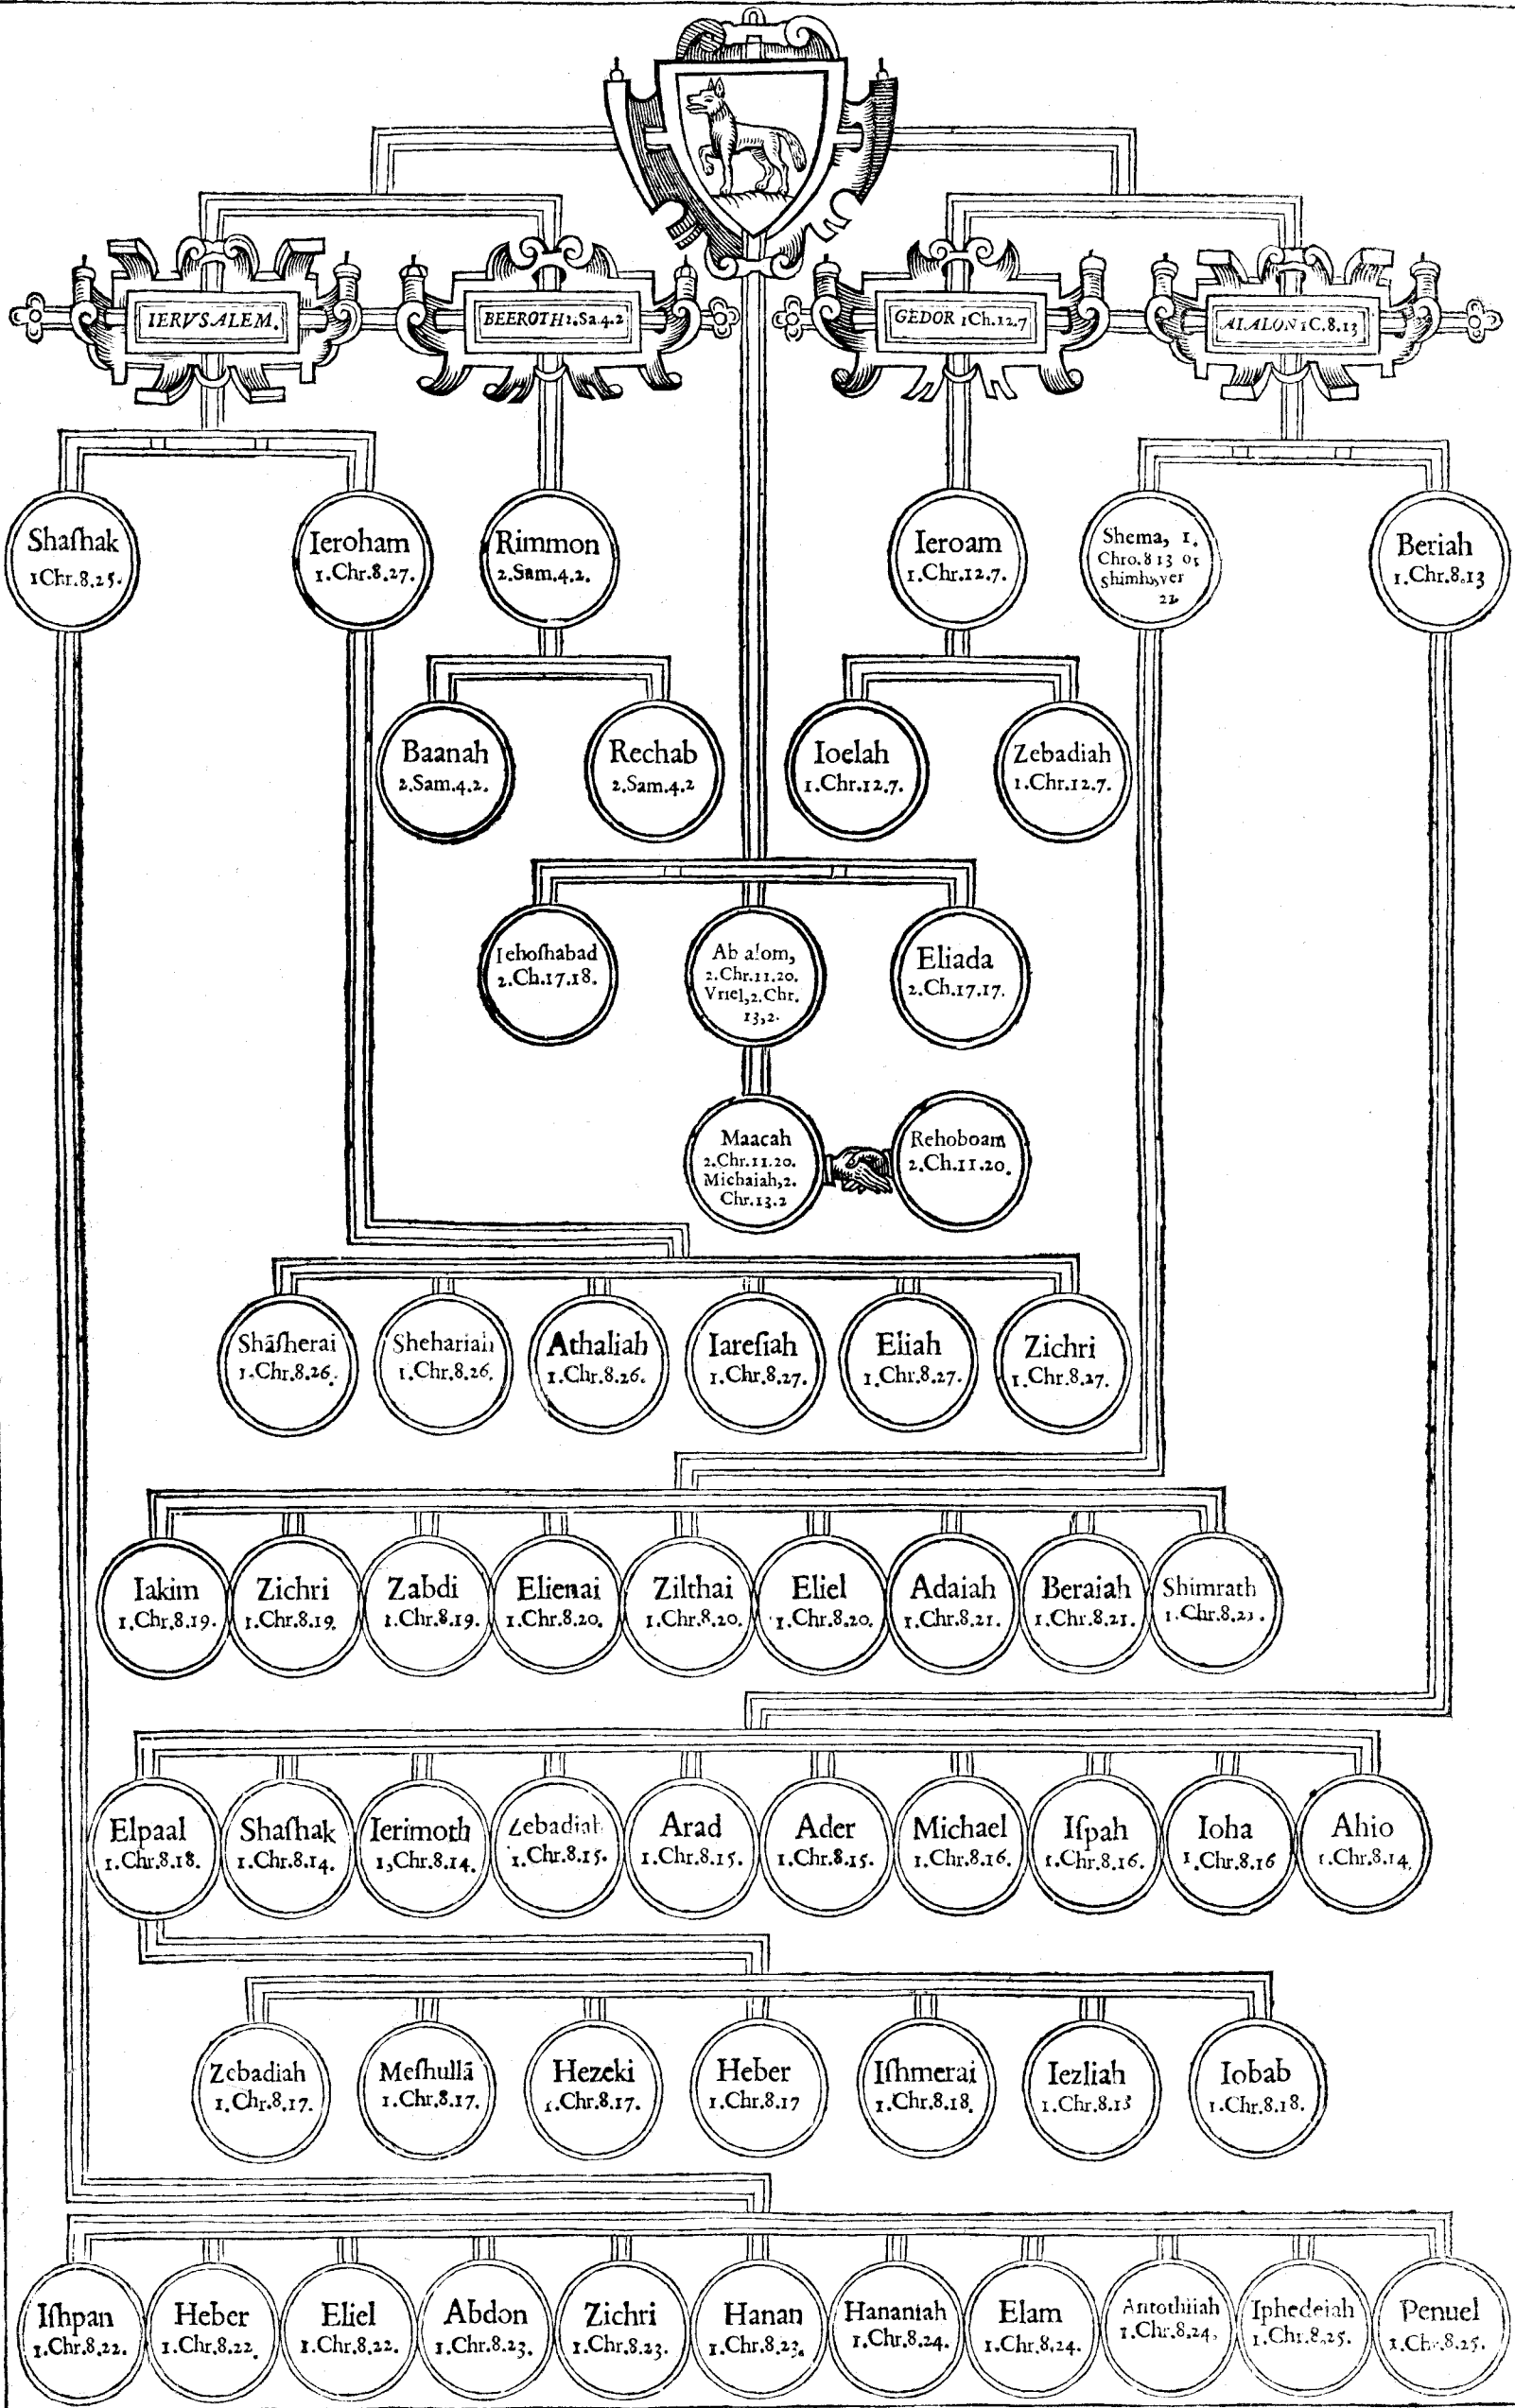 IERVSALEM.
BEEROTH 2.Sa.4.2
GEDOR 1Ch.12.7
AIALON 1C.8.13
Shaſhak
1Chr.8.25.
Ieroham
1.Chr.8.27.
Rimmon
2.Sam.4.2.
Ieroam
1.Chr.12.7.
Shema, 1.
Chro.8 13 or
ver
Beriah
1.Chr.8.13
Baanah
2.Sam.4.2.
Rechab
2.Sam.4.2
Ioelah
1.Chr.12.7.
Zebadiah
1.Chr.12.7.
Iehoſhabad
2.Ch.17.18.
Ab alom,
2.Chr.11.20.
Vriel,2.Chr.
13,2.
Eliada
2.Ch.17.17.
Maacah
2.Chr.11.20.
Michaiah,2.
Chr.13.2
Rehoboam
2.Ch.11.20.
Shāſherai
1.Chr.8.26.
Shehariah
1.Chr.8.26.
Athaliah
1.Chr.8.26.
Iareſiah
1.Chr.8.27.
Eliah
1.Chr.8.27.
Zichri
1.Chr.8.27.
Iakim
1.Chr.8.19.
Zichri
1.Chr.8.19.
Zabdi
1.Chr.8.19.
Elienai
1.Chr.8.20.
Zilthai
1.Chr.8.20.
Eliel
1.Chr.8.20.
Adaiah
1.Chr.8.21.
Beraiah
1.Chr.8.21.
Shimrath
1.Chr.8.21.
Elpaal
1.Chr.8.18.
Shaſhak
1.Chr.8.14.
Ierimoth
1,Chr.8.14.
Zebadiah
1.Chr.8.15.
Arad
1.Chr.8.15.
Ader
1.Chr.8.15.
Michael
1.Chr.8.16.
Iſpah
1.Chr.8.16.
Ioha
1.Chr.8.16
Ahio
1.Chr.8.14.
Zebadiah
1.Chr.8.17.
Meſhullā
1.Chr.8.17.
Hezeki
1.Chr.8.17.
Heber
1.Chr.8.17
Iſhmerai
1.Chr.8.18.
Iezliah
1.Chr.8.18
Iobab
1.Chr.8.18.
Iſhpan
1.Chr.8.22.
Heber
1.Chr.8.22.
Eliel
1.Chr.8.22.
Abdon
1.Chr.8.23.
Zichri
1.Chr.8.23.
Hanan
1.Chr.8.23.
Hananiah
1.Chr.8.24.
Elam
1.Chr.8.24.
Antothiiah
1.Chr.8.24.
Iphedeiah
1.Chr.8.25.
Penuel
1.Chr.8.25.